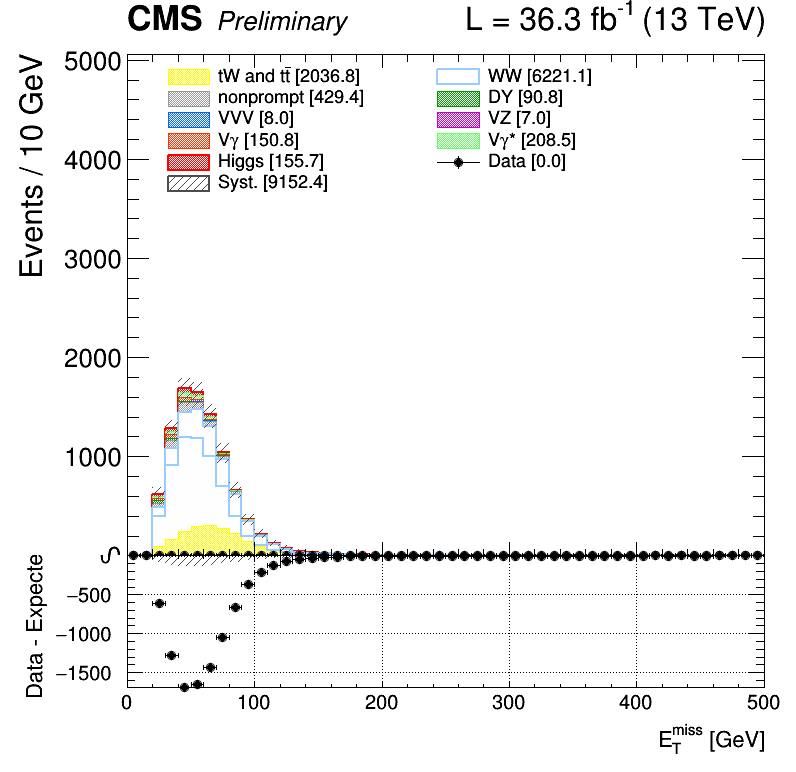 CMS Preliminary L = 36.3 fb⁻¹ (13 TeV)
Events / 10 GeV
5000
4000
3000
2000
1000
0
tW and tt̄ [2036.8]
nonprompt [429.4]
VVV [8.0]
Vγ [150.8]
Higgs [155.7]
Syst. [9152.4]
WW [6221.1]
DY [90.8]
VZ [7.0]
Vγ* [208.5]
Data [0.0]
Data - Expecte
−500
−1000
−1500
0 100 200 300 400 500
E_T^miss [GeV]